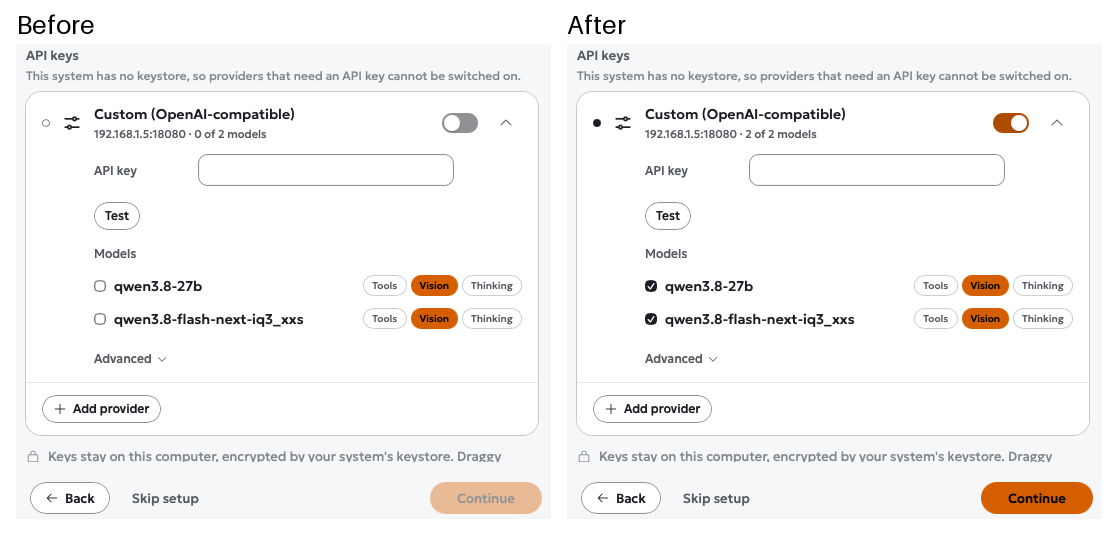 Before
API keys
This system has no keystore, so providers that need an API key cannot be switched on.
Custom (OpenAI-compatible)
192.168.1.5:18080 · 0 of 2 models
API key
Test
Models
qwen3.8-27b Tools Vision Thinking
qwen3.8-flash-next-iq3_xxs Tools Vision Thinking
Advanced
Add provider
Keys stay on this computer, encrypted by your system's keystore. Draggy
Back Skip setup Continue
After
API keys
This system has no keystore, so providers that need an API key cannot be switched on.
Custom (OpenAI-compatible)
192.168.1.5:18080 · 2 of 2 models
API key
Test
Models
qwen3.8-27b Tools Vision Thinking
qwen3.8-flash-next-iq3_xxs Tools Vision Thinking
Advanced
Add provider
Keys stay on this computer, encrypted by your system's keystore. Draggy
Back Skip setup Continue